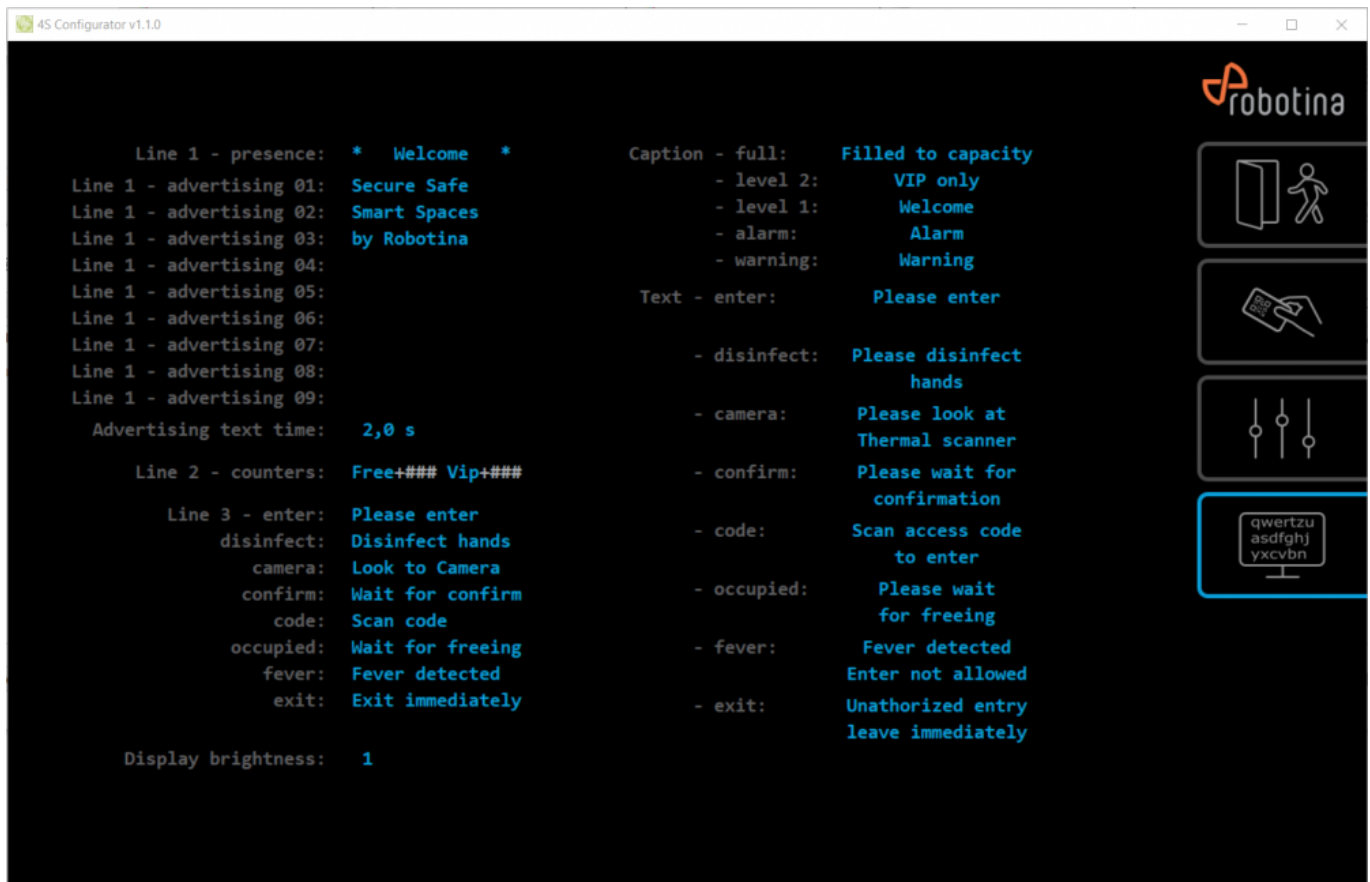 4S Configurator v1.1.0
robotina
Line 1 - presence: * Welcome *
Line 1 - advertising 01: Secure Safe
Line 1 - advertising 02: Smart Spaces
Line 1 - advertising 03: by Robotina
Line 1 - advertising 04:
Line 1 - advertising 05:
Line 1 - advertising 06:
Line 1 - advertising 07:
Line 1 - advertising 08:
Line 1 - advertising 09:
Advertising text time: 2,0 s
Line 2 - counters: Free+### Vip+###
Line 3 - enter: Please enter
disinfect: Disinfect hands
camera: Look to Camera
confirm: Wait for confirm
code: Scan code
occupied: Wait for freeing
fever: Fever detected
exit: Exit immediately
Display brightness: 1
Caption - full: Filled to capacity
- level 2: VIP only
- level 1: Welcome
- alarm: Alarm
- warning: Warning
Text - enter: Please enter
- disinfect: Please disinfect
hands
- camera: Please look at
Thermal scanner
- confirm: Please wait for
confirmation
- code: Scan access code
to enter
- occupied: Please wait
for freeing
- fever: Fever detected
Enter not allowed
- exit: Unathorized entry
leave immediately
qwertzu
asdfghj
yxcvbn